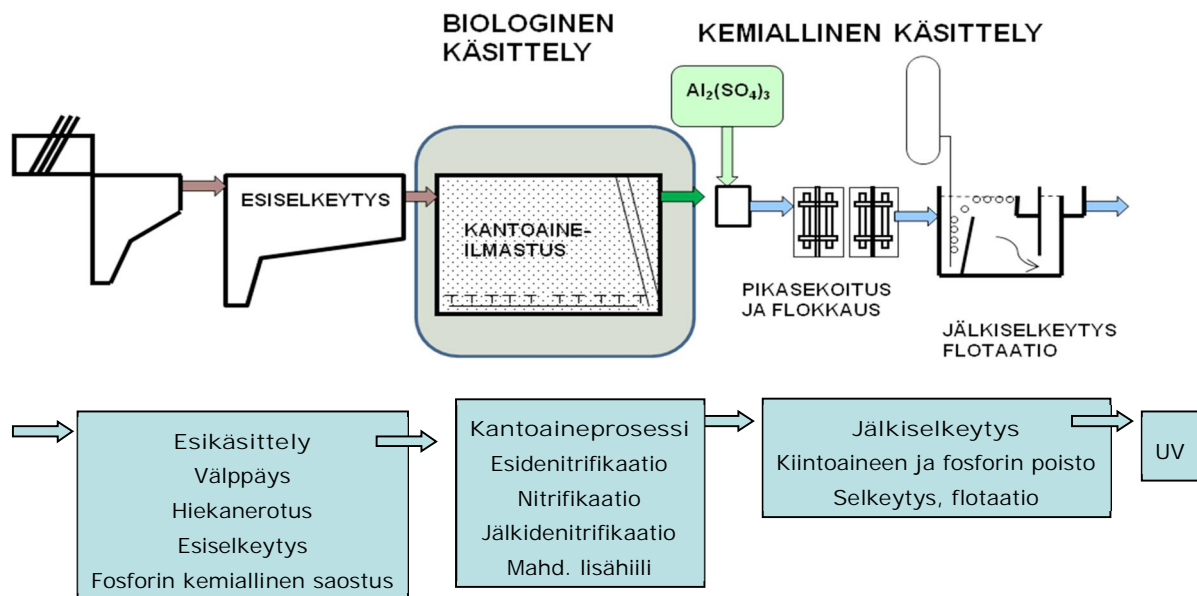 BIOLOGINEN
KÄSITTELY
KEMIALLINEN KÄSITTELY
Al₂(SO₄)₃
ESISELKEYTYS
KANTOAINE-
ILMASTUS
PIKASEKOITUS
JA FLOKKAUS
JÄLKISELKEYTYS
FLOTAATIO
Esikäsittely
Välppäys
Hiekanerotus
Esiselkeytys
Fosforin kemiallinen saostus
Kantoaineprosessi
Esidenitrifikaatio
Nitrifikaatio
Jälkidenitrifikaatio
Mahd. lisähiili
Jälkiselkeytys
Kiintoaineen ja fosforin poisto
Selkeytys, flotaatio
UV